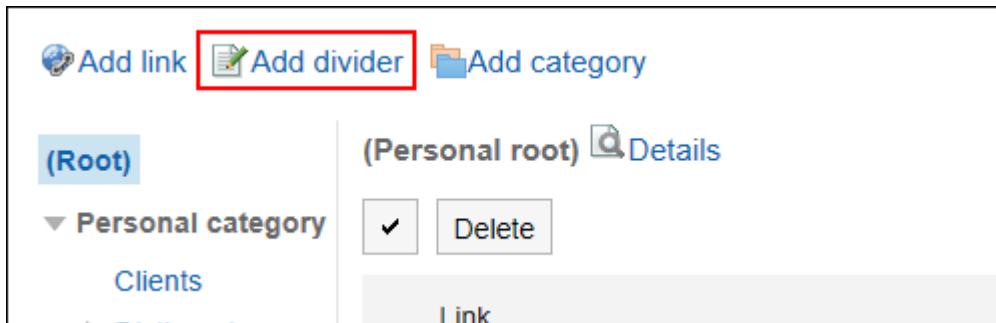 Add link Add divider Add category
(Root)
Personal category
Clients
(Personal root) Details
Delete
Link